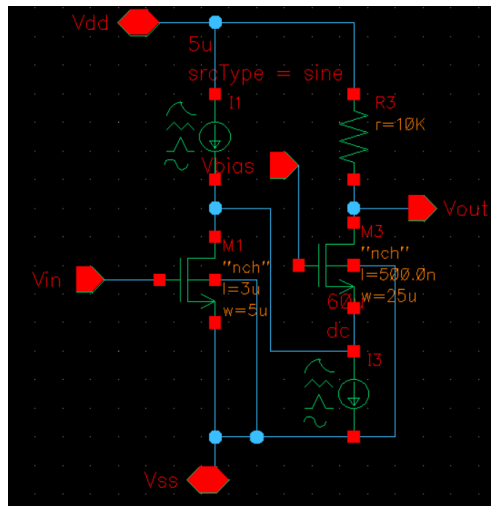 Vdd
5u
srcType = sine
I1
R3
r=10K
Vbias
Vout
M1
"nch"
l=3u
w=5u
M3
"nch"
l=500.0n
w=25u
Vin
dc
I3
Vss